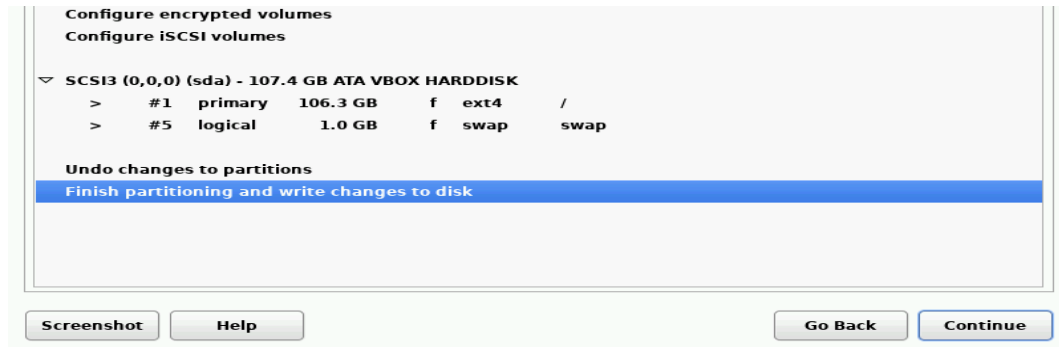 Configure encrypted volumes
Configure iSCSI volumes
SCSI3 (0,0,0) (sda) - 107.4 GB ATA VBOX HARDDISK
> #1 primary 106.3 GB f ext4 /
> #5 logical 1.0 GB f swap swap
Undo changes to partitions
Finish partitioning and write changes to disk
Screenshot Help Go Back Continue